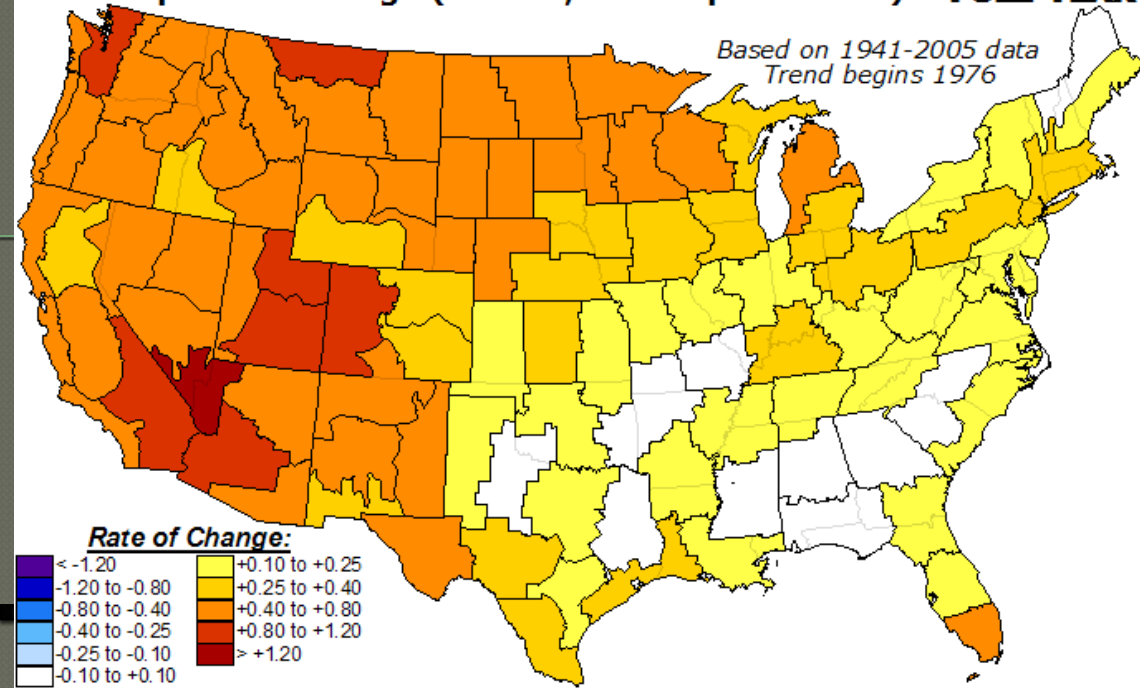 Based on 1941-2005 data
Trend begins 1976
Rate of Change:
< -1.20
-1.20 to -0.80
-0.80 to -0.40
-0.40 to -0.25
-0.25 to -0.10
-0.10 to +0.10
+0.10 to +0.25
+0.25 to +0.40
+0.40 to +0.80
+0.80 to +1.20
> +1.20